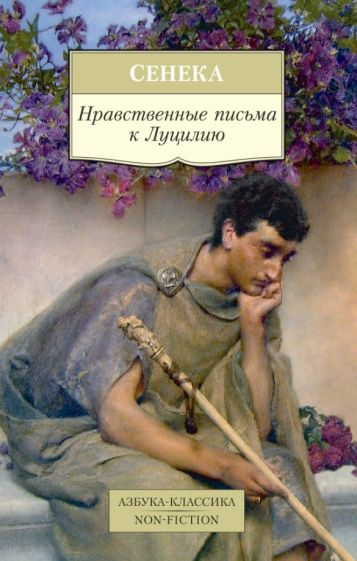 СЕНЕКА
Нравственные письма
к Луцилию
АЗБУКА-КЛАССИКА
NON-FICTION